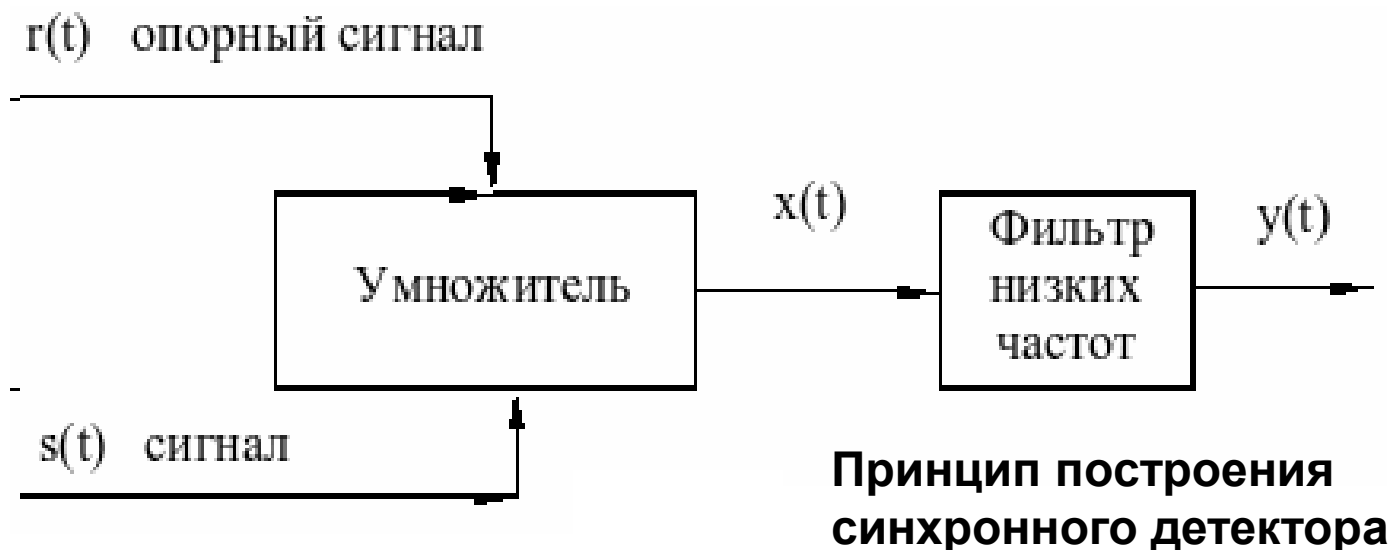 r(t) опорный сигнал
x(t)
Фильтр
низких
частот
y(t)
Умножитель
s(t) сигнал
Принцип построения
синхронного детектора